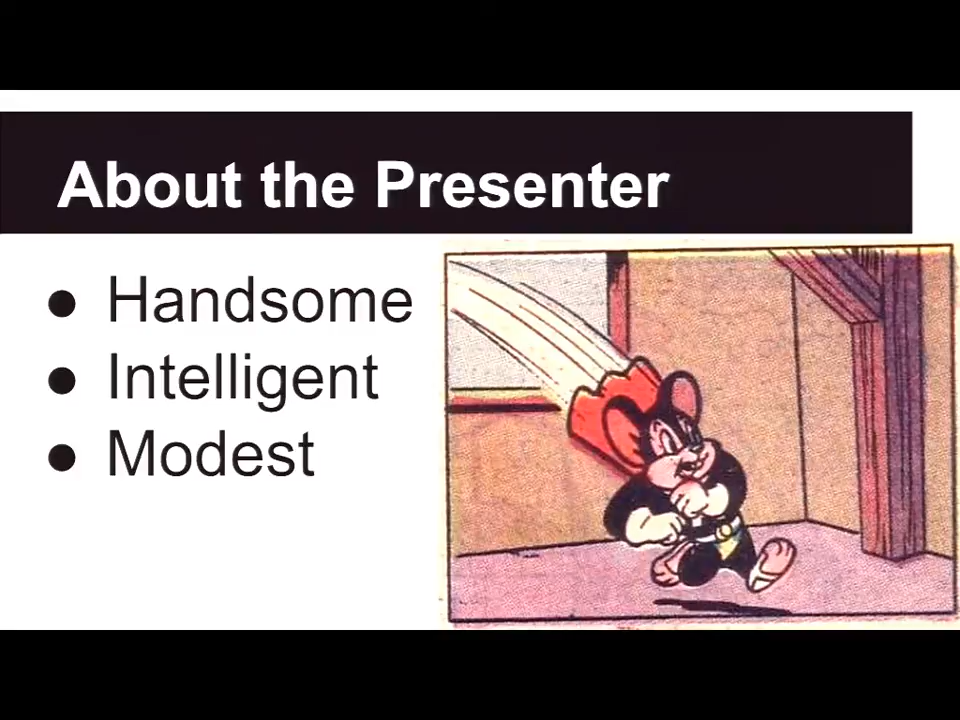 About the Presenter
● Handsome
● Intelligent
● Modest